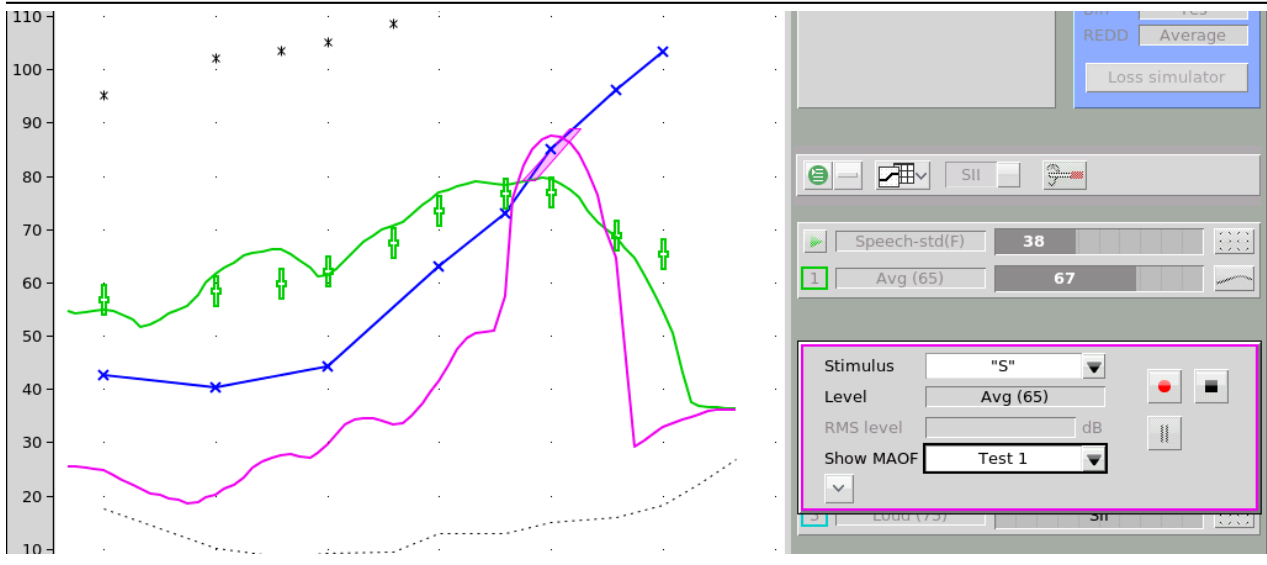 110
100
90
80
70
60
50
40
30
20
10
REDD Average
Loss simulator
SII
Speech-std(F) 38
1 Avg (65) 67
Stimulus "S"
Level Avg (65)
RMS level dB
Show MAOF Test 1
SII